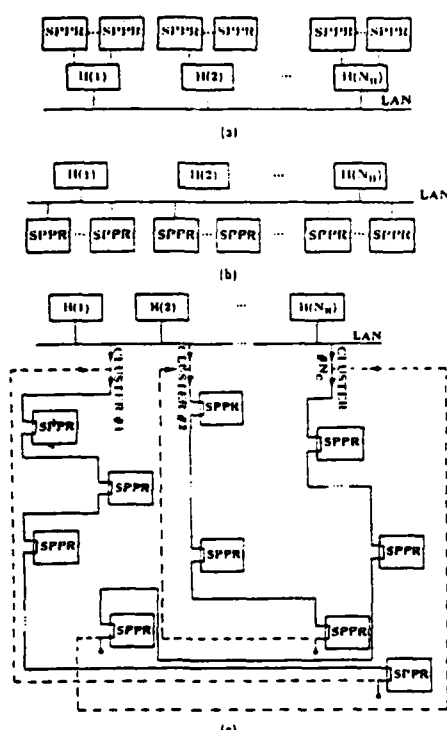 SPPR SPPR SPPR SPPR SPPR SPPR
H(1) H(2) ... H(N_H)
LAN
(a)
H(1) H(2) ... H(N_H)
LAN
SPPR ... SPPR SPPR ... SPPR SPPR ... SPPR
(b)
H(1) H(2) ... H(N_H)
LAN
CLUSTER #1
CLUSTER #2
CLUSTER #N_C
SPPR
SPPR
SPPR
SPPR
SPPR
SPPR
SPPR
SPPR
SPPR
SPPR
(c)